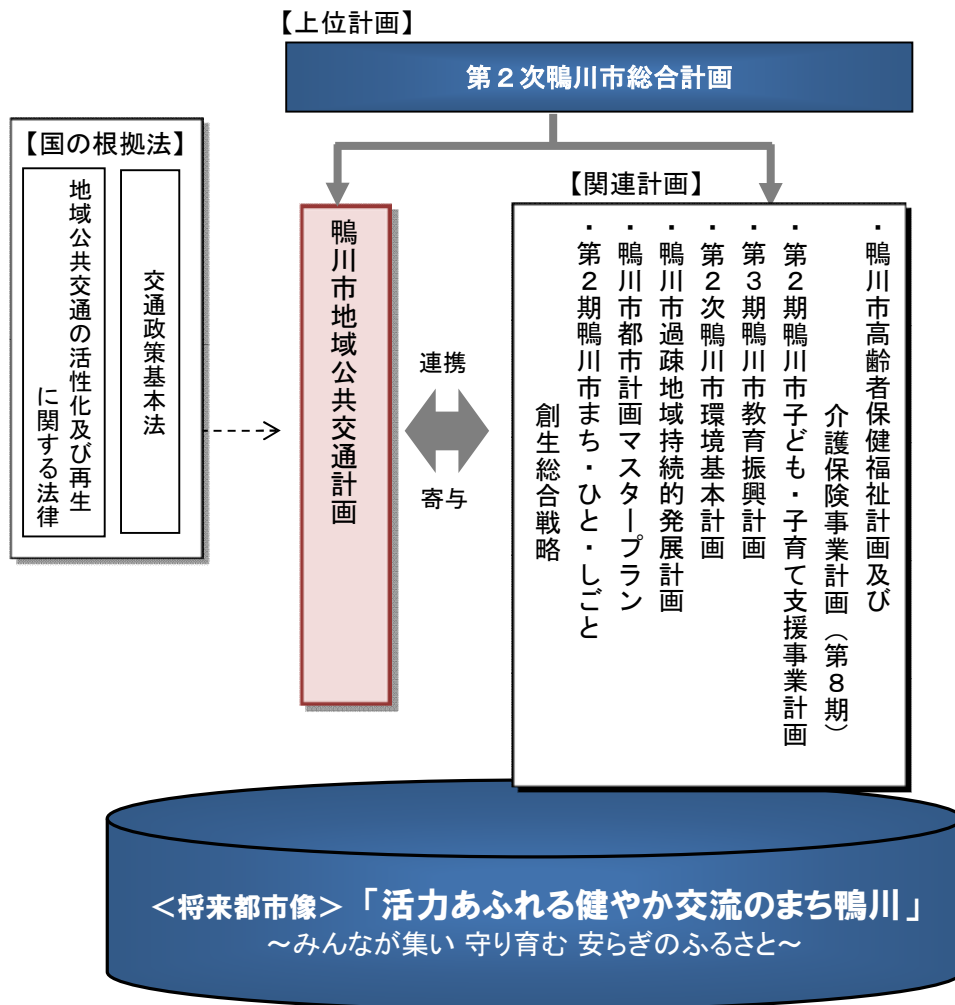 【上位計画】
第２次鴨川市総合計画
【国の根拠法】
交通政策基本法
地域公共交通の活性化及び再生
に関する法律
鴨川市地域公共交通計画
連携
寄与
【関連計画】
・鴨川市高齢者保健福祉計画及び
介護保険事業計画（第８期）
・第２期鴨川市子ども・子育て支援事業計画
・第３期鴨川市教育振興計画
・第２次鴨川市環境基本計画
・鴨川市過疎地域持続的発展計画
・鴨川市都市計画マスタープラン
・第２期鴨川市まち・ひと・しごと
創生総合戦略
＜将来都市像＞「活力あふれる健やか交流のまち鴨川」
～みんなが集い 守り育む 安らぎのふるさと～